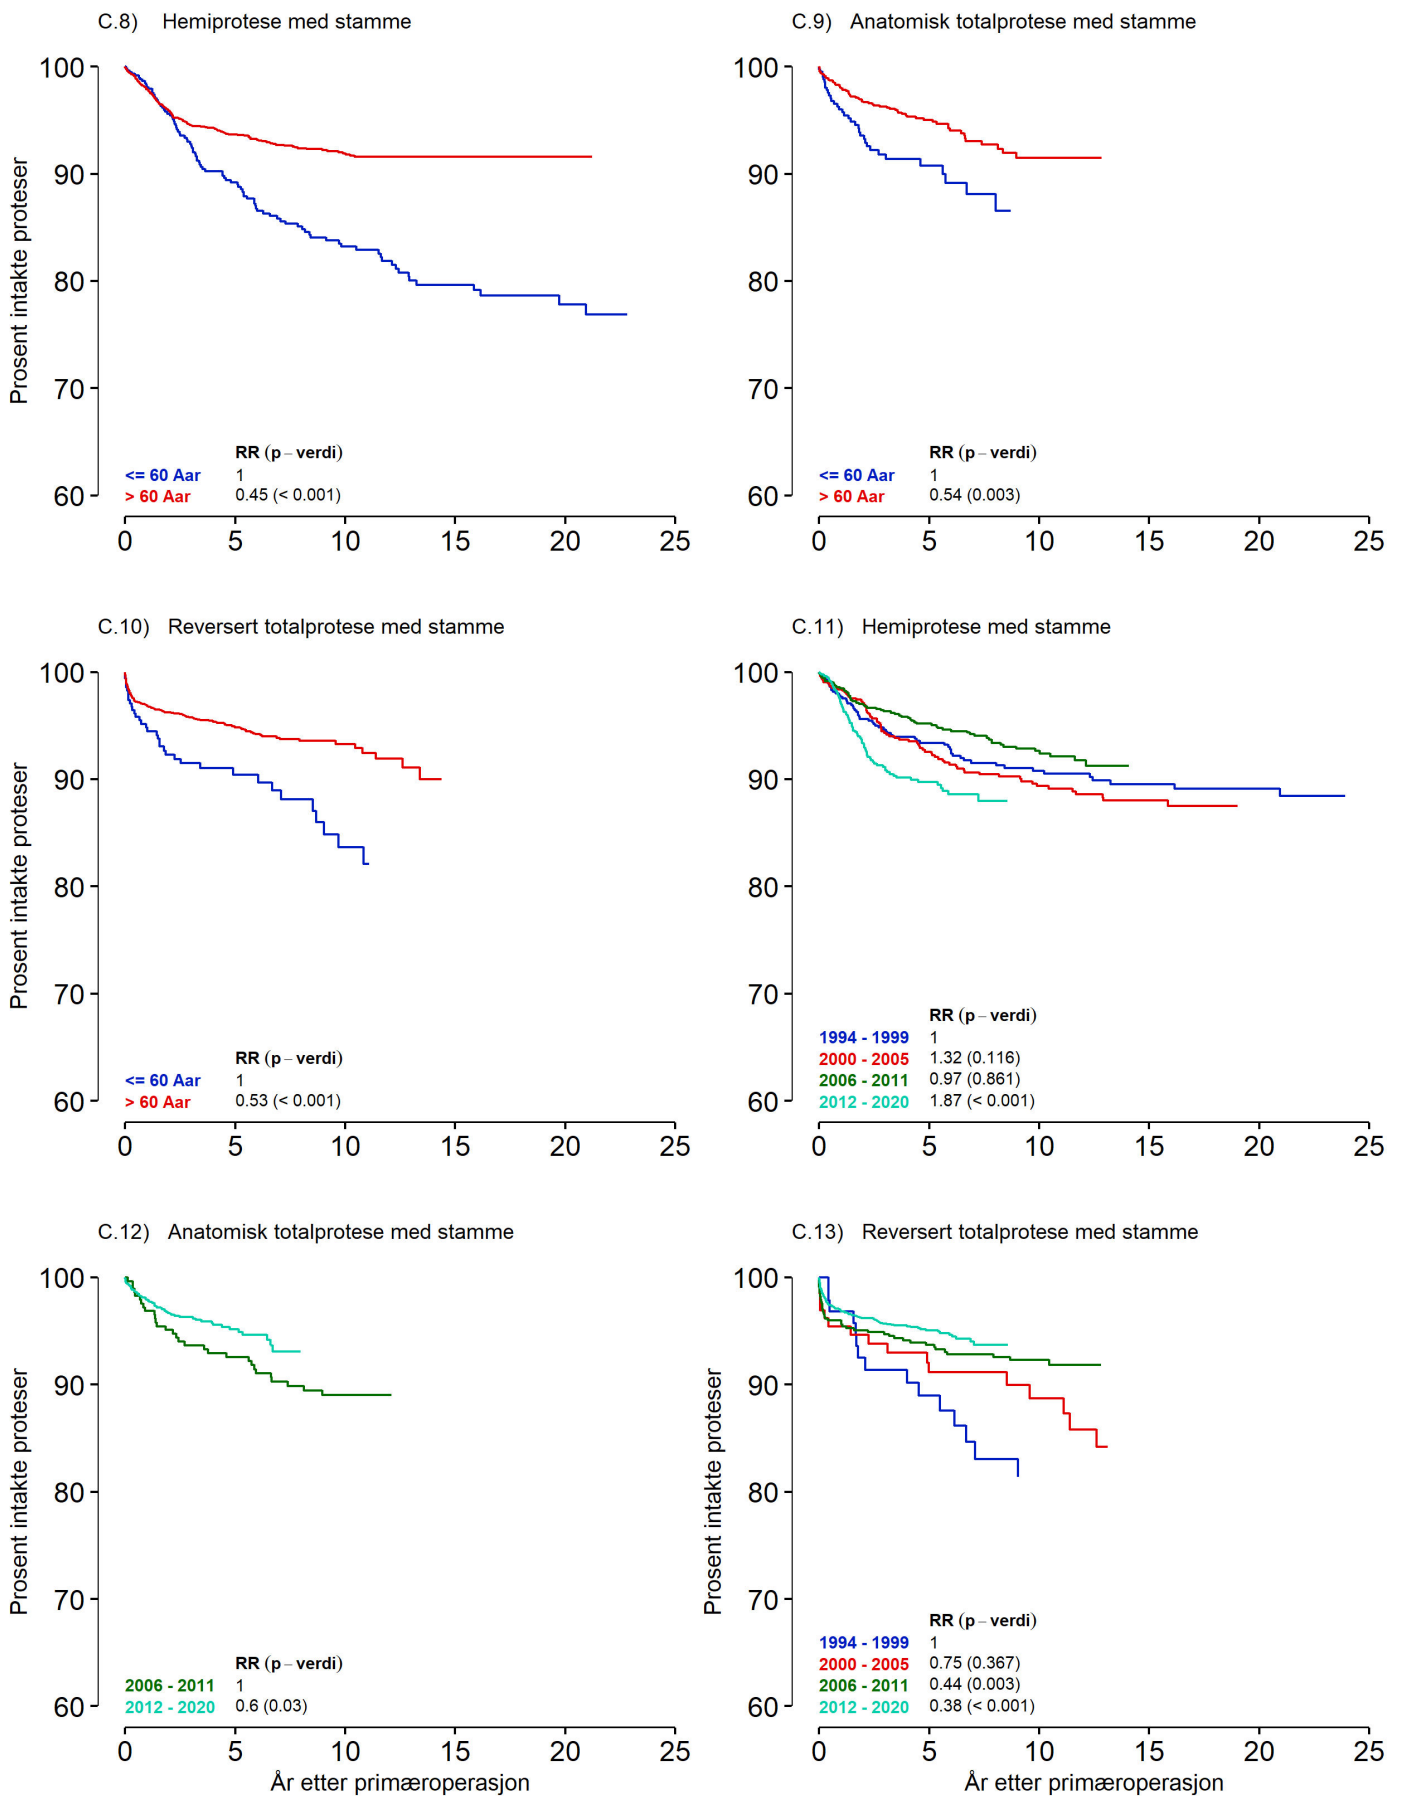 C.8) Hemiprotese med stamme
Prosent intakte proteser
100
90
80
70
60
RR (p – verdi)
<= 60 Aar 1
> 60 Aar 0.45 (< 0.001)
0 5 10 15 20 25
C.9) Anatomisk totalprotese med stamme
100
90
80
70
60
RR (p – verdi)
<= 60 Aar 1
> 60 Aar 0.54 (0.003)
0 5 10 15 20 25
C.10) Reversert totalprotese med stamme
Prosent intakte proteser
100
90
80
70
60
RR (p – verdi)
<= 60 Aar 1
> 60 Aar 0.53 (< 0.001)
0 5 10 15 20 25
C.11) Hemiprotese med stamme
100
90
80
70
60
RR (p – verdi)
1994 - 1999 1
2000 - 2005 1.32 (0.116)
2006 - 2011 0.97 (0.861)
2012 - 2020 1.87 (< 0.001)
0 5 10 15 20 25
C.12) Anatomisk totalprotese med stamme
Prosent intakte proteser
100
90
80
70
60
RR (p – verdi)
2006 - 2011 1
2012 - 2020 0.6 (0.03)
0 5 10 15 20 25
År etter primæroperasjon
C.13) Reversert totalprotese med stamme
Prosent intakte proteser
100
90
80
70
60
RR (p – verdi)
1994 - 1999 1
2000 - 2005 0.75 (0.367)
2006 - 2011 0.44 (0.003)
2012 - 2020 0.38 (< 0.001)
0 5 10 15 20 25
År etter primæroperasjon